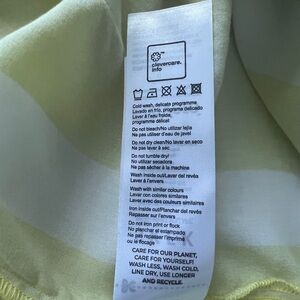 clevercare.
info
Cold wash, delicate programme
Lavado en frío, programa delicado
Laver à l'eau froide,
programme délicat
Do not bleach/No utilizar lejía
Ne pas utiliser d'eau de javel
Do not dry clean/No lavar en seco
Ne pas laver à sec
Do not tumble dry/
No utilizar secadora
Ne pas sécher à la machine
Wash inside out/Lavar del revés
Laver à l'envers
Wash with similar colours
Lavar con colores similares
Laver avec des couleurs similaires
Iron inside out/Planchar del revés
Repasser sur l'envers
Do not iron print or flock
No planchar el estampado
Ne pas repasser l'imprimé
ou le flocage
CARE FOR OUR PLANET,
CARE FOR YOURSELF!
WASH LESS, WASH COLD,
LINE DRY, USE LESS
AND RECYCLE.